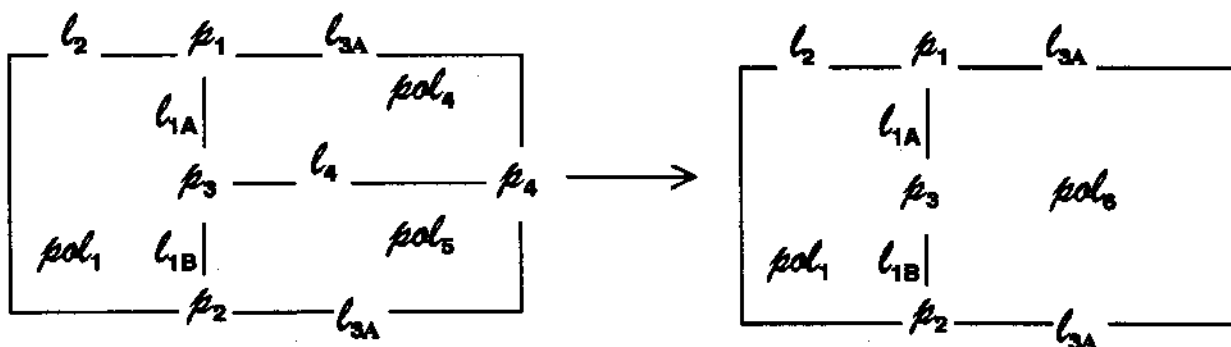 l₂ p₁ l₃A l₂ p₁ l₃A
pol₄
l₁A l₁A
p₃ l₄ p₄ p₃ pol₆
pol₁ l₁B pol₅ pol₁ l₁B
p₂ l₃A p₂ l₃A